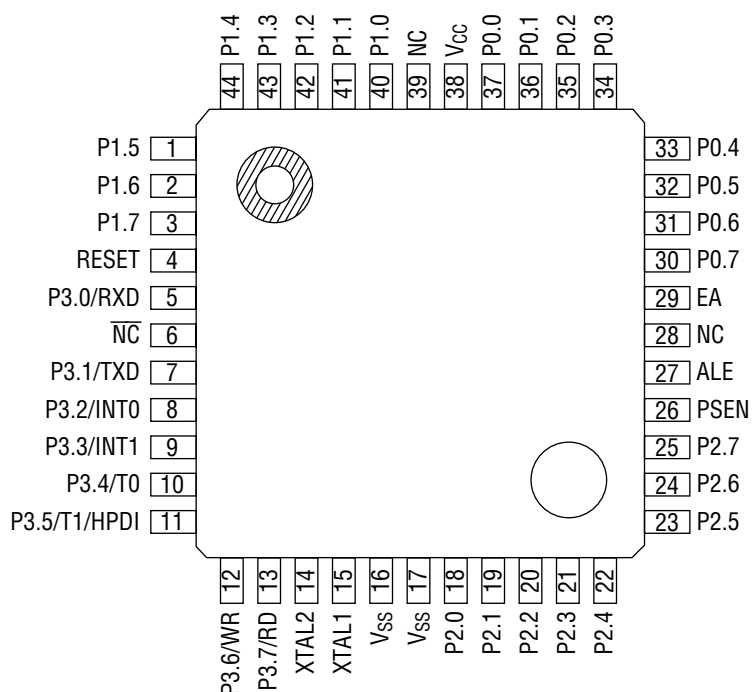 P1.4 P1.3 P1.2 P1.1 P1.0 NC VCC P0.0 P0.1 P0.2 P0.3
44 43 42 41 40 39 38 37 36 35 34
P1.5 1 33 P0.4
P1.6 2 32 P0.5
P1.7 3 31 P0.6
RESET 4 30 P0.7
P3.0/RXD 5 29 EA
NC 6 28 NC
P3.1/TXD 7 27 ALE
P3.2/INT0 8 26 PSEN
P3.3/INT1 9 25 P2.7
P3.4/T0 10 24 P2.6
P3.5/T1/HPDI 11 23 P2.5
12 13 14 15 16 17 18 19 20 21 22
P3.6/WR P3.7/RD XTAL2 XTAL1 VSS VSS P2.0 P2.1 P2.2 P2.3 P2.4